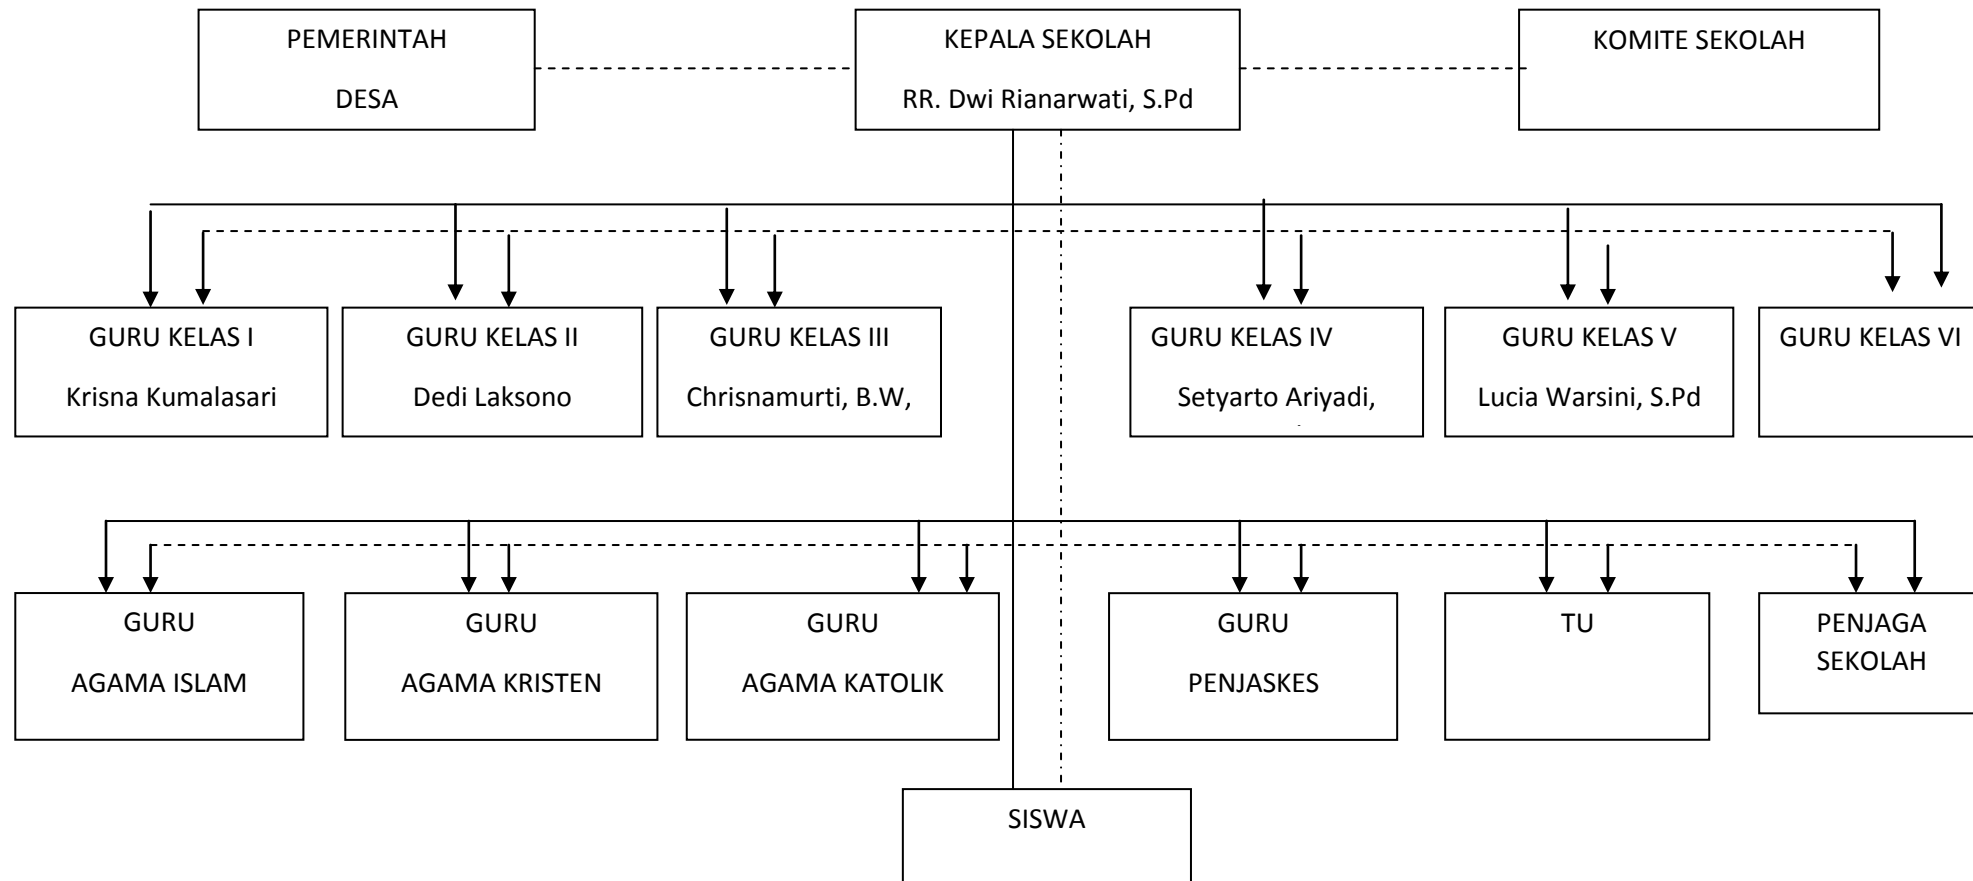 PEMERINTAH
DESA
KEPALA SEKOLAH
RR. Dwi Rianarwati, S.Pd
KOMITE SEKOLAH
GURU KELAS I
Krisna Kumalasari
GURU KELAS II
Dedi Laksono
GURU KELAS III
Chrisnamurti, B.W,
GURU KELAS IV
Setyarto Ariyadi,
GURU KELAS V
Lucia Warsini, S.Pd
GURU KELAS VI
GURU
AGAMA ISLAM
GURU
AGAMA KRISTEN
GURU
AGAMA KATOLIK
GURU
PENJASKES
TU
PENJAGA
SEKOLAH
SISWA